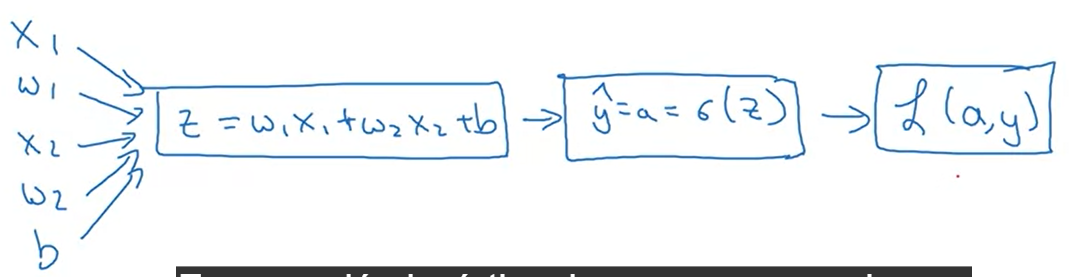 x₁
w₁
x₂
w₂
b
z = w₁x₁ + w₂x₂ + b
ŷ = a = σ(z)
ℒ(a,y)